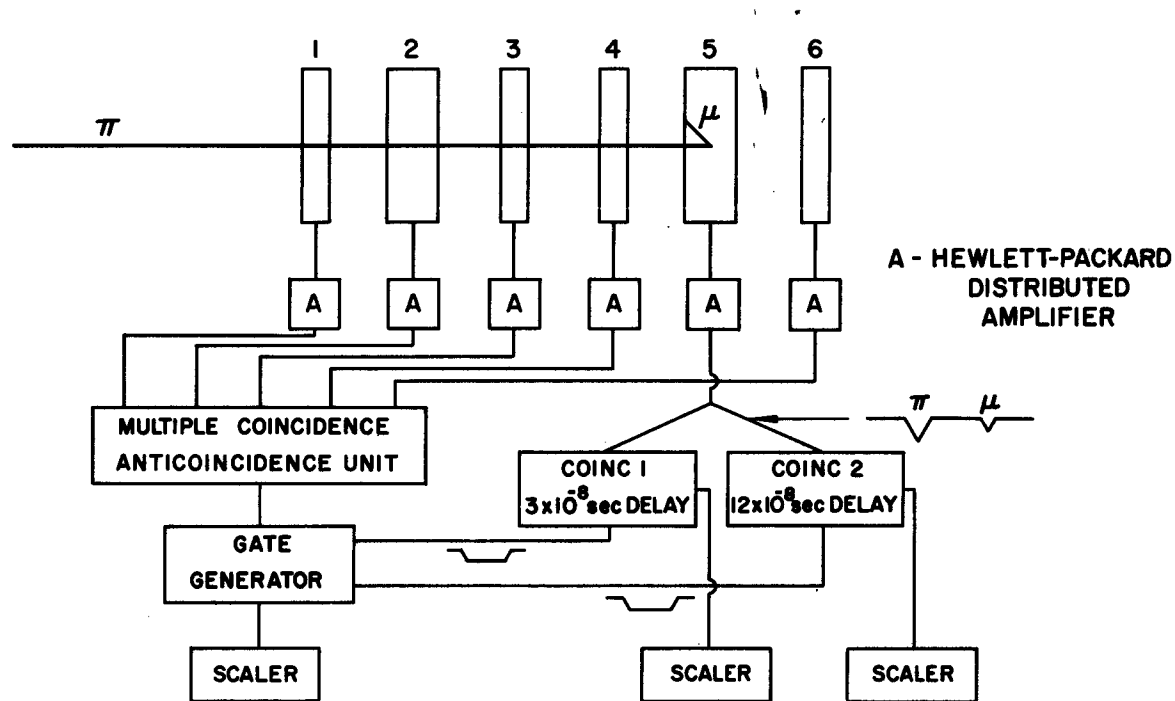 1 2 3 4 5 6
π
μ
A A A A A A
A - HEWLETT-PACKARD
DISTRIBUTED
AMPLIFIER
π μ
MULTIPLE COINCIDENCE
ANTICOINCIDENCE UNIT
COINC 1
3x10⁻⁸sec DELAY
COINC 2
12x10⁻⁸sec DELAY
GATE
GENERATOR
SCALER
SCALER
SCALER